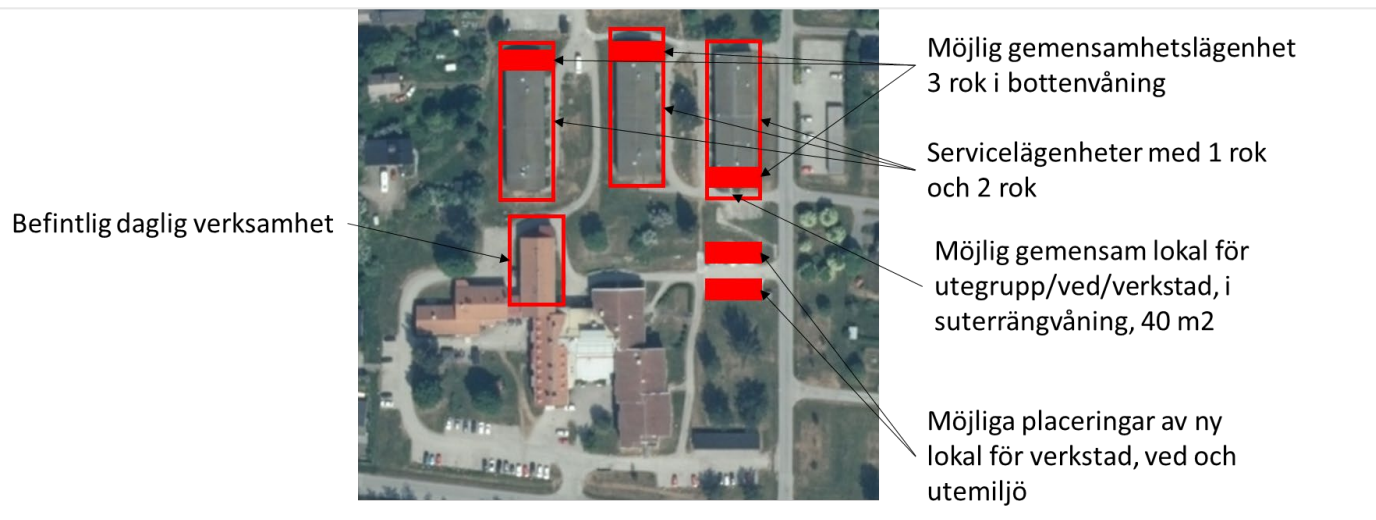 Möjlig gemensamhetslägenhet
3 rok i bottenvåning
Servicelägenheter med 1 rok
och 2 rok
Befintlig daglig verksamhet
Möjlig gemensam lokal för
utegrupp/ved/verkstad, i
suterrängvåning, 40 m2
Möjliga placeringar av ny
lokal för verkstad, ved och
utemiljö